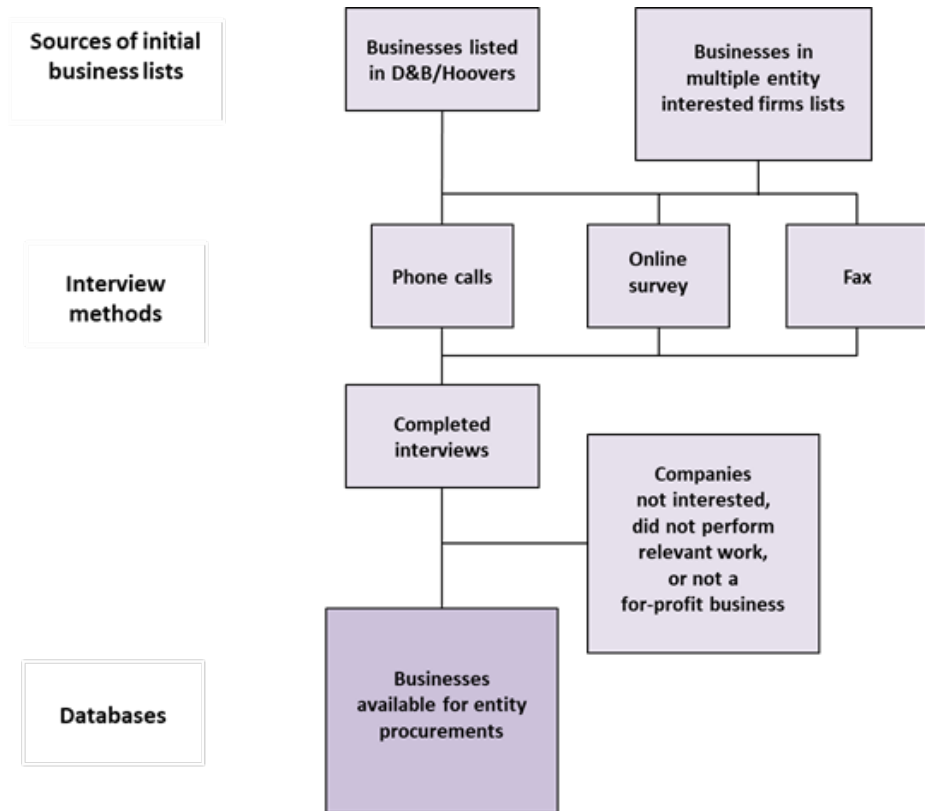 Sources of initial
business lists
Businesses listed
in D&B/Hoovers
Businesses in
multiple entity
interested firms lists
Interview
methods
Phone calls
Online
survey
Fax
Completed
interviews
Companies
not interested,
did not perform
relevant work,
or not a
for-profit business
Databases
Businesses
available for entity
procurements